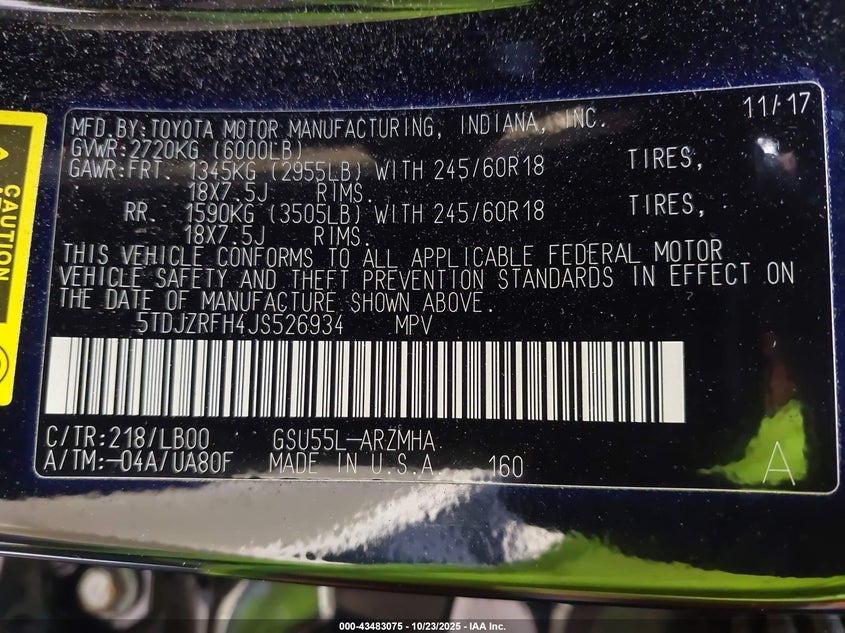 11/17
MFD.BY:TOYOTA MOTOR MANUFACTURING, INDIANA, INC.
GVWR:2720KG (6000LB)
GAWR:FRT. 1345KG (2955LB) WITH 245/60R18 TIRES,
18X7.5J RIMS.
RR. 1590KG (3505LB) WITH 245/60R18 TIRES,
18X7.5J RIMS.
THIS VEHICLE CONFORMS TO ALL APPLICABLE FEDERAL MOTOR
VEHICLE SAFETY AND THEFT PREVENTION STANDARDS IN EFFECT ON
THE DATE OF MANUFACTURE SHOWN ABOVE.
5TDJZRFH4JS526934 MPV
C/TR:218/LB00 GSU55L-ARZMHA
A/TM:-04A/UA80F MADE IN U.S.A. 160
A
CAUTION
000-43483075 - 10/23/2025 - IAA Inc.